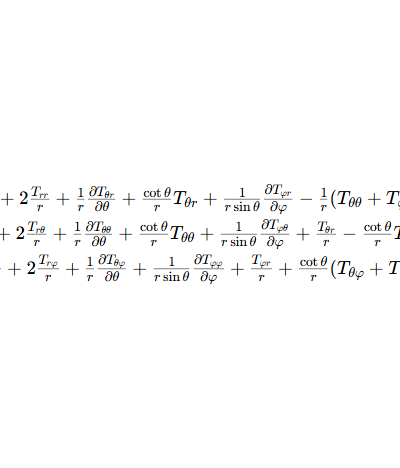 + 2\frac{T_{rr}}{r} + \frac{1}{r}\frac{\partial T_{\theta r}}{\partial \theta} + \frac{\cot\theta}{r}T_{\theta r} + \frac{1}{r\sin\theta}\frac{\partial T_{\varphi r}}{\partial \varphi} - \frac{1}{r}(T_{\theta\theta} + T
+ 2\frac{T_{r\theta}}{r} + \frac{1}{r}\frac{\partial T_{\theta\theta}}{\partial \theta} + \frac{\cot\theta}{r}T_{\theta\theta} + \frac{1}{r\sin\theta}\frac{\partial T_{\varphi\theta}}{\partial \varphi} + \frac{T_{\theta r}}{r} - \frac{\cot\theta}{r}
+ 2\frac{T_{r\varphi}}{r} + \frac{1}{r}\frac{\partial T_{\theta\varphi}}{\partial \theta} + \frac{1}{r\sin\theta}\frac{\partial T_{\varphi\varphi}}{\partial \varphi} + \frac{T_{\varphi r}}{r} + \frac{\cot\theta}{r}(T_{\theta\varphi} + T